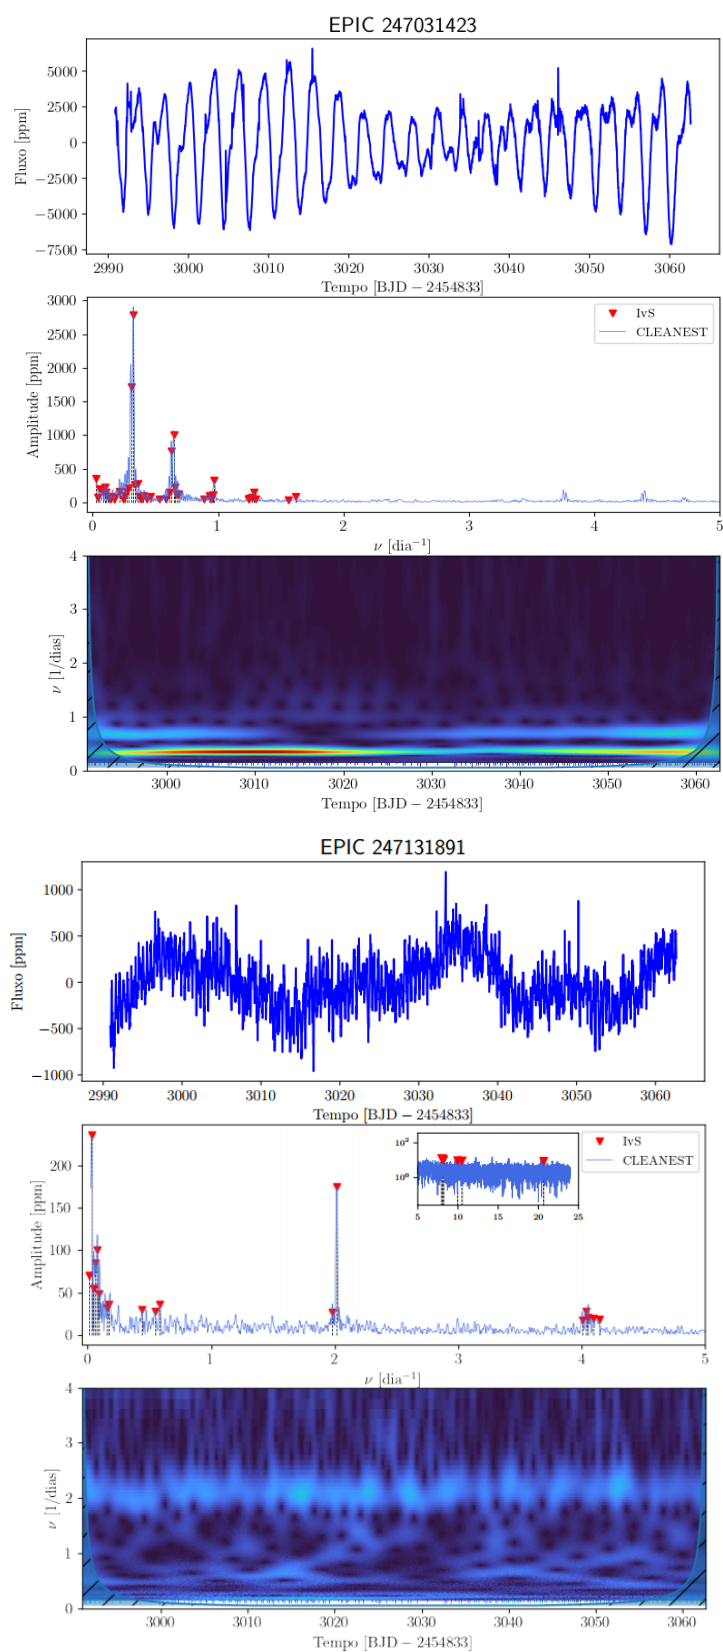 EPIC 247031423
5000
2500
0
−2500
−5000
−7500
Fluxo [ppm]
2990 3000 3010 3020 3030 3040 3050 3060
Tempo [BJD − 2454833]
3000
2500
2000
1500
1000
500
0
Amplitude [ppm]
IvS
CLEANEST
0 1 2 3 4 5
ν [dia⁻¹]
4
3
2
1
0
ν [1/dias]
3000 3010 3020 3030 3040 3050 3060
Tempo [BJD − 2454833]
EPIC 247131891
1000
500
0
−500
−1000
Fluxo [ppm]
2990 3000 3010 3020 3030 3040 3050 3060
Tempo [BJD − 2454833]
200
150
100
50
0
Amplitude [ppm]
10²
10⁰
5 10 15 20 25
IvS
CLEANEST
0 1 2 3 4 5
ν [dia⁻¹]
4
3
2
1
0
ν [1/dias]
3000 3010 3020 3030 3040 3050 3060
Tempo [BJD − 2454833]